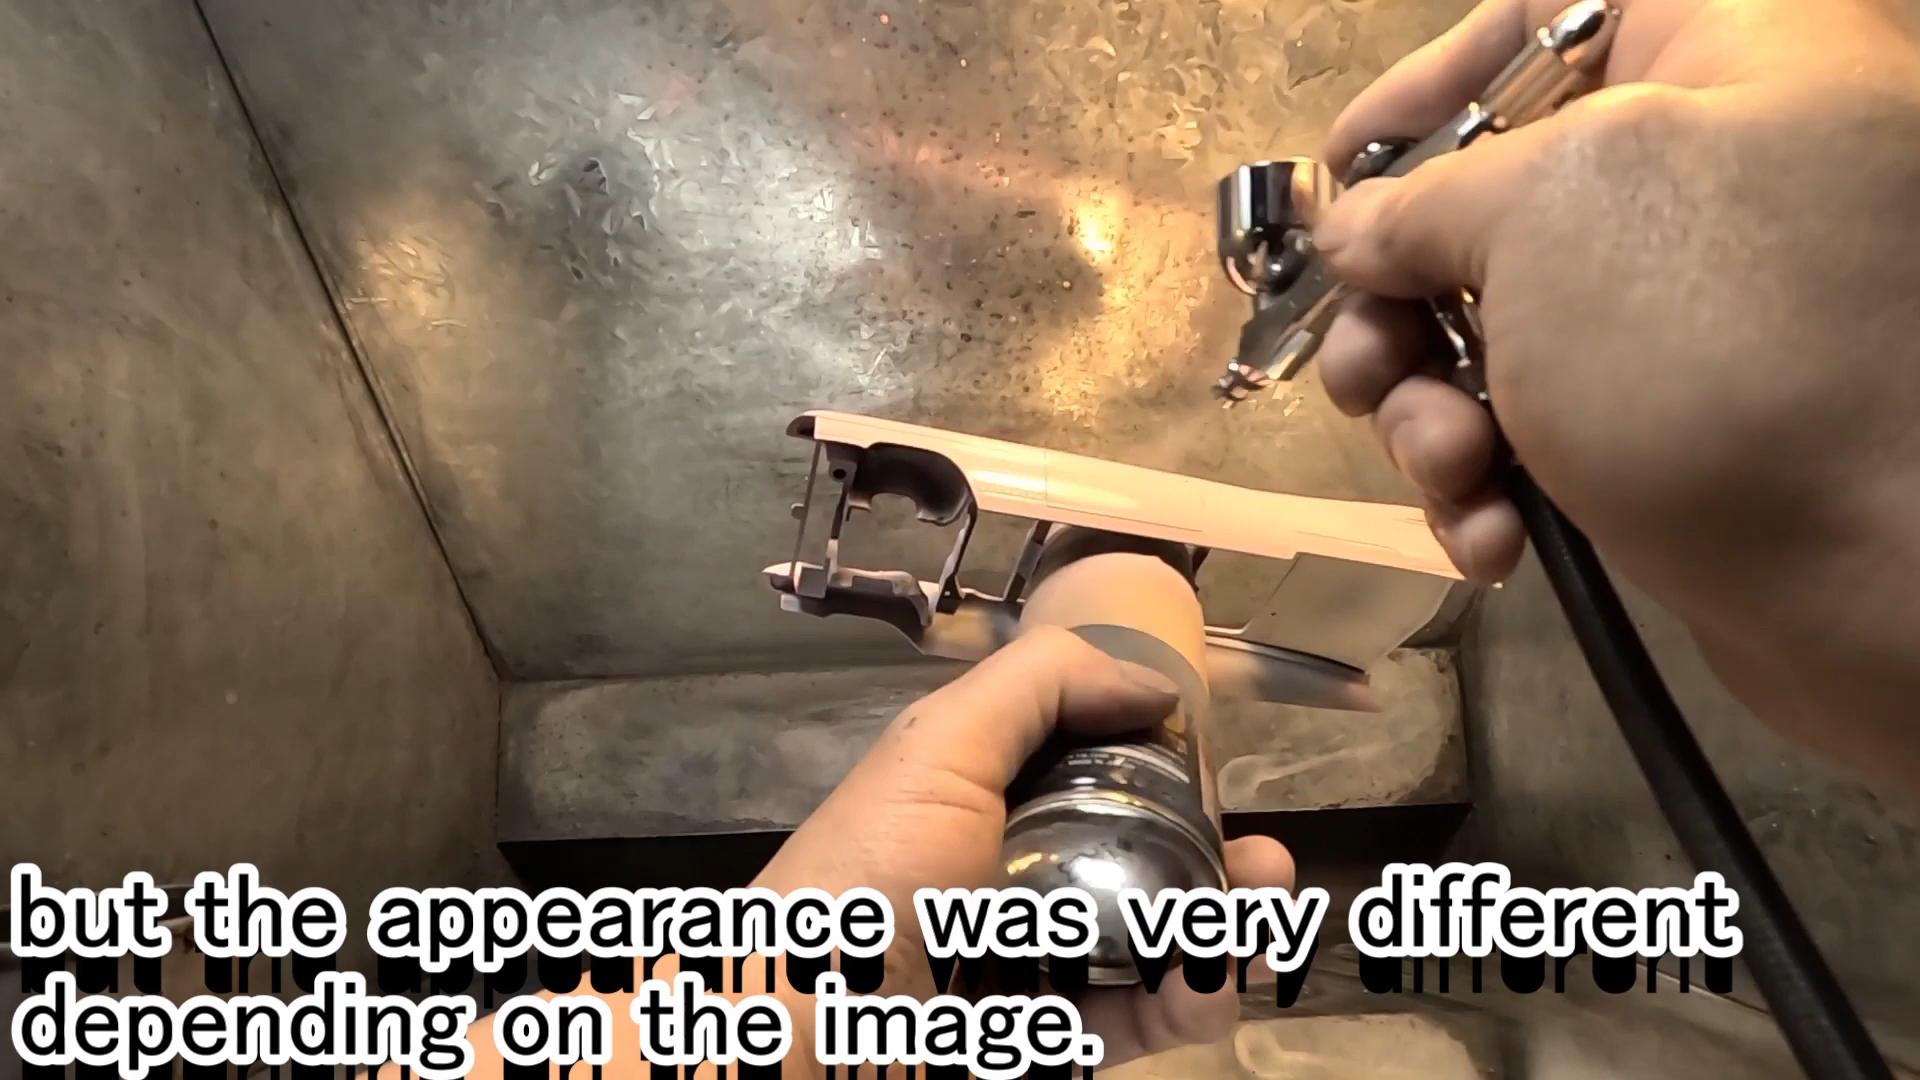 but the appearance was very different
depending on the image.